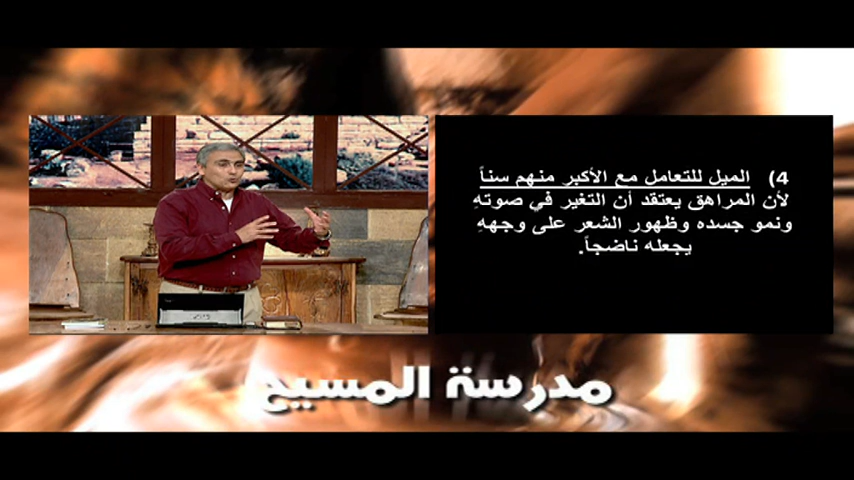 4) الميل للتعامل مع الأكبر منهم سناً
لأن المراهق يعتقد أن التغير في صوتهِ
ونمو جسده وظهور الشعر على وجههِ
يجعله ناضجاً.
مدرسة المسيح